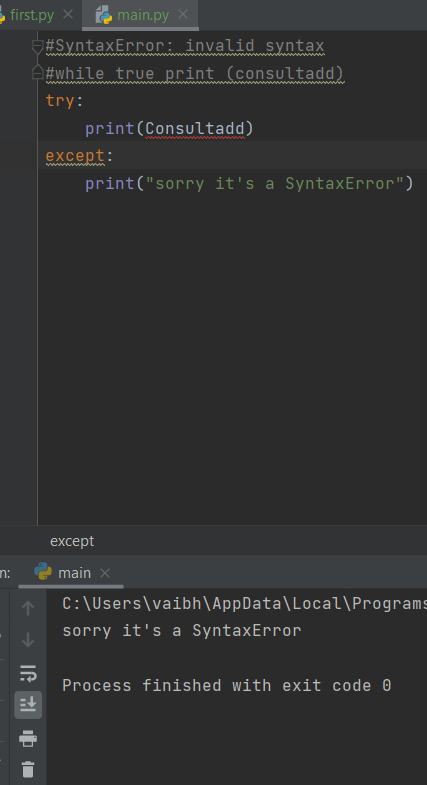 first.py main.py
#SyntaxError: invalid syntax
#while true print (consultadd)
try:
    print(Consultadd)
except:
    print("sorry it's a SyntaxError")
except
n: main
C:\Users\vaibh\AppData\Local\Programs
sorry it's a SyntaxError
Process finished with exit code 0